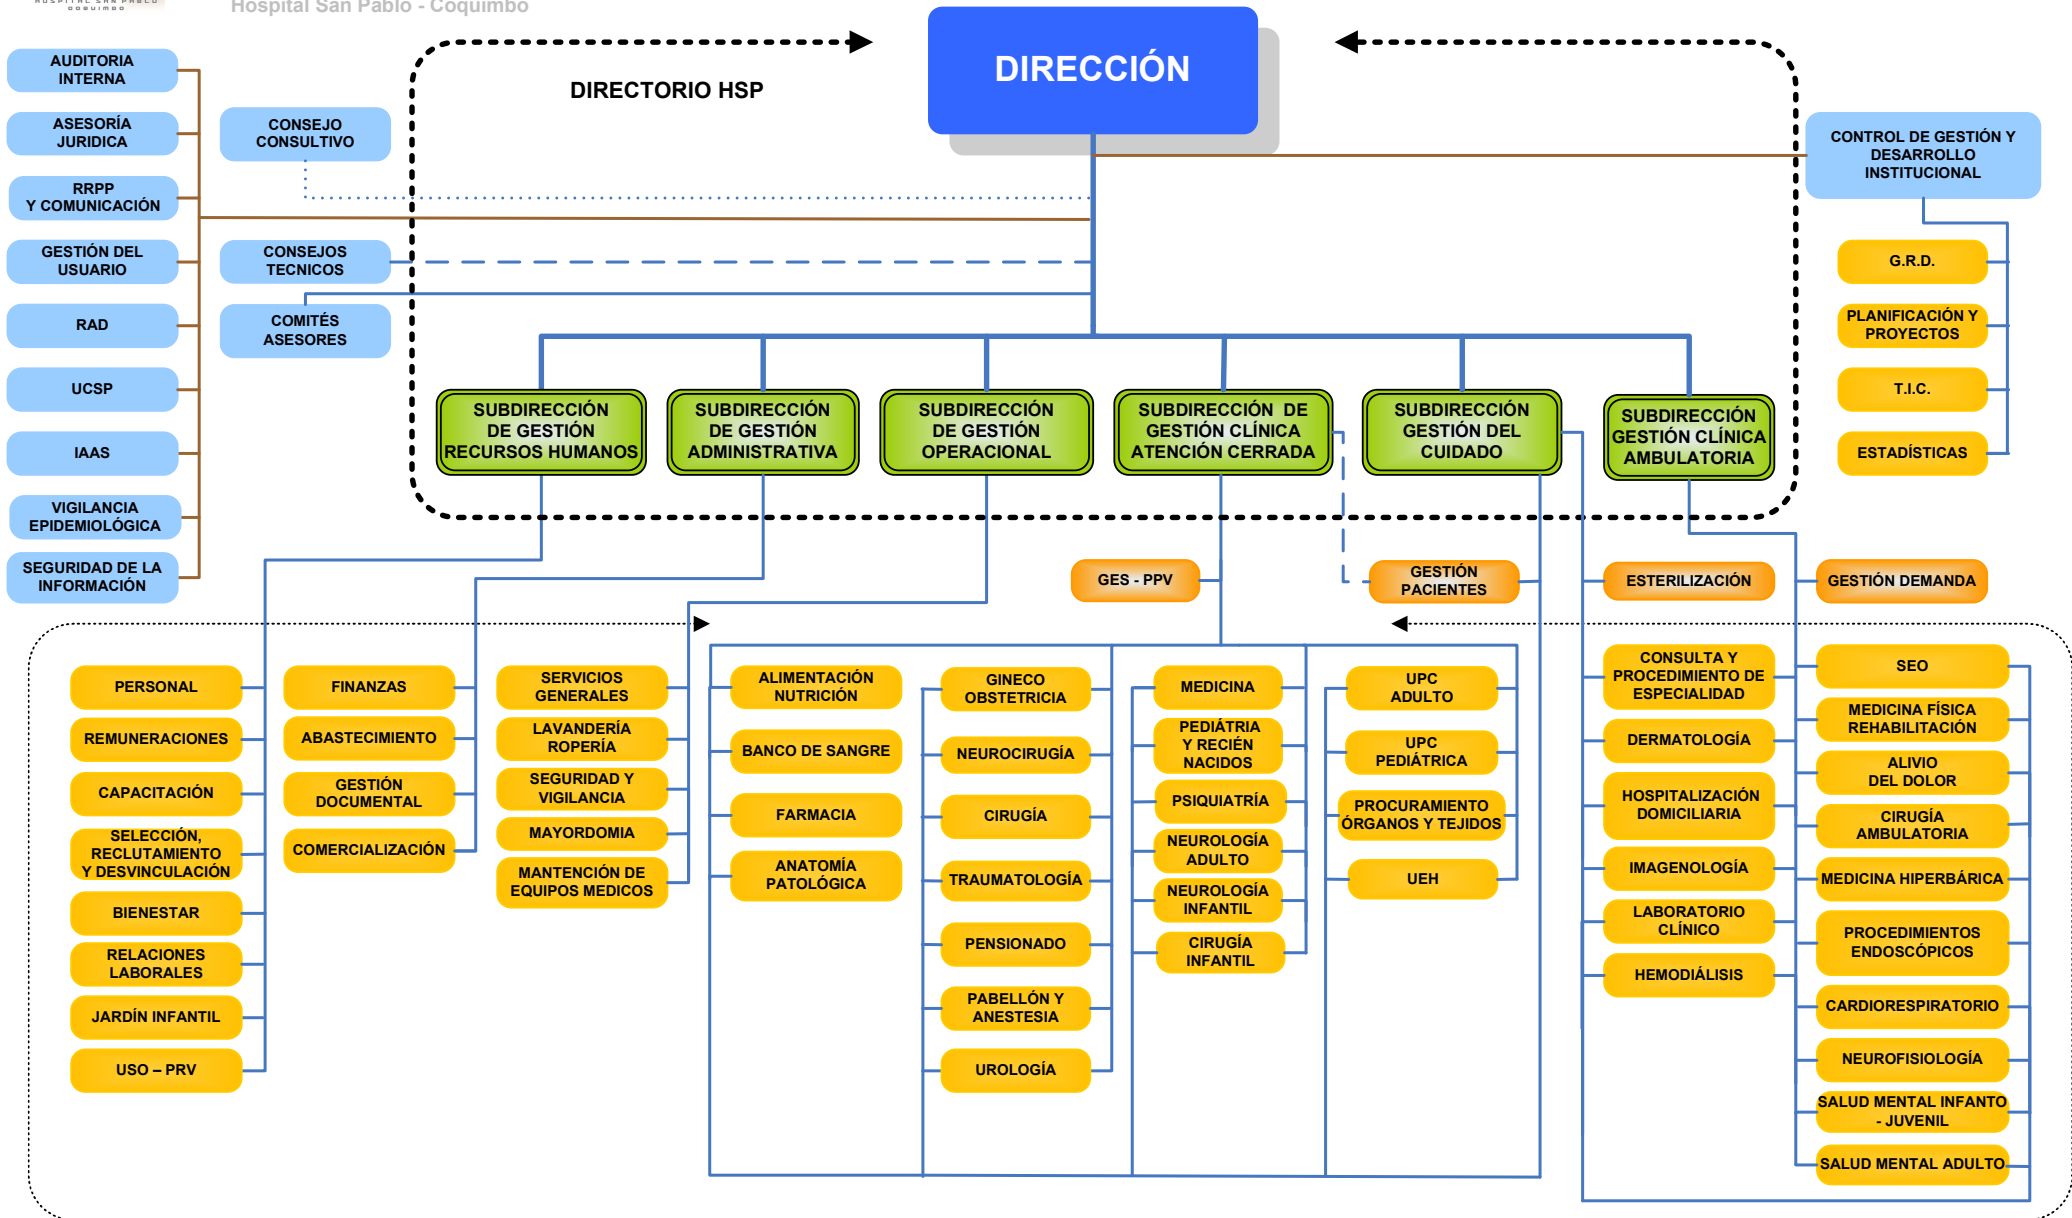 HOSPITAL SAN PABLO
COQUIMBO
Hospital San Pablo - Coquimbo
DIRECCIÓN
DIRECTORIO HSP
AUDITORIA
INTERNA
ASESORÍA
JURIDICA
RRPP
Y COMUNICACIÓN
GESTIÓN DEL
USUARIO
RAD
UCSP
IAAS
VIGILANCIA
EPIDEMIOLÓGICA
SEGURIDAD DE LA
INFORMACIÓN
CONSEJO
CONSULTIVO
CONSEJOS
TECNICOS
COMITÉS
ASESORES
CONTROL DE GESTIÓN Y
DESARROLLO
INSTITUCIONAL
G.R.D.
PLANIFICACIÓN Y
PROYECTOS
T.I.C.
ESTADÍSTICAS
SUBDIRECCIÓN
DE GESTIÓN
RECURSOS HUMANOS
SUBDIRECCIÓN
DE GESTIÓN
ADMINISTRATIVA
SUBDIRECCIÓN
DE GESTIÓN
OPERACIONAL
SUBDIRECCIÓN DE
GESTIÓN CLÍNICA
ATENCIÓN CERRADA
SUBDIRECCIÓN
GESTIÓN DEL
CUIDADO
SUBDIRECCIÓN
GESTIÓN CLÍNICA
AMBULATORIA
GES - PPV
GESTIÓN
PACIENTES
ESTERILIZACIÓN
GESTIÓN DEMANDA
PERSONAL
REMUNERACIONES
CAPACITACIÓN
SELECCIÓN,
RECLUTAMIENTO
Y DESVINCULACIÓN
BIENESTAR
RELACIONES
LABORALES
JARDÍN INFANTIL
USO – PRV
FINANZAS
ABASTECIMIENTO
GESTIÓN
DOCUMENTAL
COMERCIALIZACIÓN
SERVICIOS
GENERALES
LAVANDERÍA
ROPERÍA
SEGURIDAD Y
VIGILANCIA
MAYORDOMIA
MANTENCIÓN DE
EQUIPOS MEDICOS
ALIMENTACIÓN
NUTRICIÓN
BANCO DE SANGRE
FARMACIA
ANATOMÍA
PATOLÓGICA
GINECO
OBSTETRICIA
NEUROCIRUGÍA
CIRUGÍA
TRAUMATOLOGÍA
PENSIONADO
PABELLÓN Y
ANESTESIA
UROLOGÍA
MEDICINA
PEDIÁTRIA
Y RECIÉN
NACIDOS
PSIQUIATRÍA
NEUROLOGÍA
ADULTO
NEUROLOGÍA
INFANTIL
CIRUGÍA
INFANTIL
UPC
ADULTO
UPC
PEDIÁTRICA
PROCURAMIENTO
ÓRGANOS Y TEJIDOS
UEH
CONSULTA Y
PROCEDIMIENTO DE
ESPECIALIDAD
DERMATOLOGÍA
HOSPITALIZACIÓN
DOMICILIARIA
IMAGENOLOGÍA
LABORATORIO
CLÍNICO
HEMODIÁLISIS
SEO
MEDICINA FÍSICA
REHABILITACIÓN
ALIVIO
DEL DOLOR
CIRUGÍA
AMBULATORIA
MEDICINA HIPERBÁRICA
PROCEDIMIENTOS
ENDOSCÓPICOS
CARDIORESPIRATORIO
NEUROFISIOLOGÍA
SALUD MENTAL INFANTO
- JUVENIL
SALUD MENTAL ADULTO